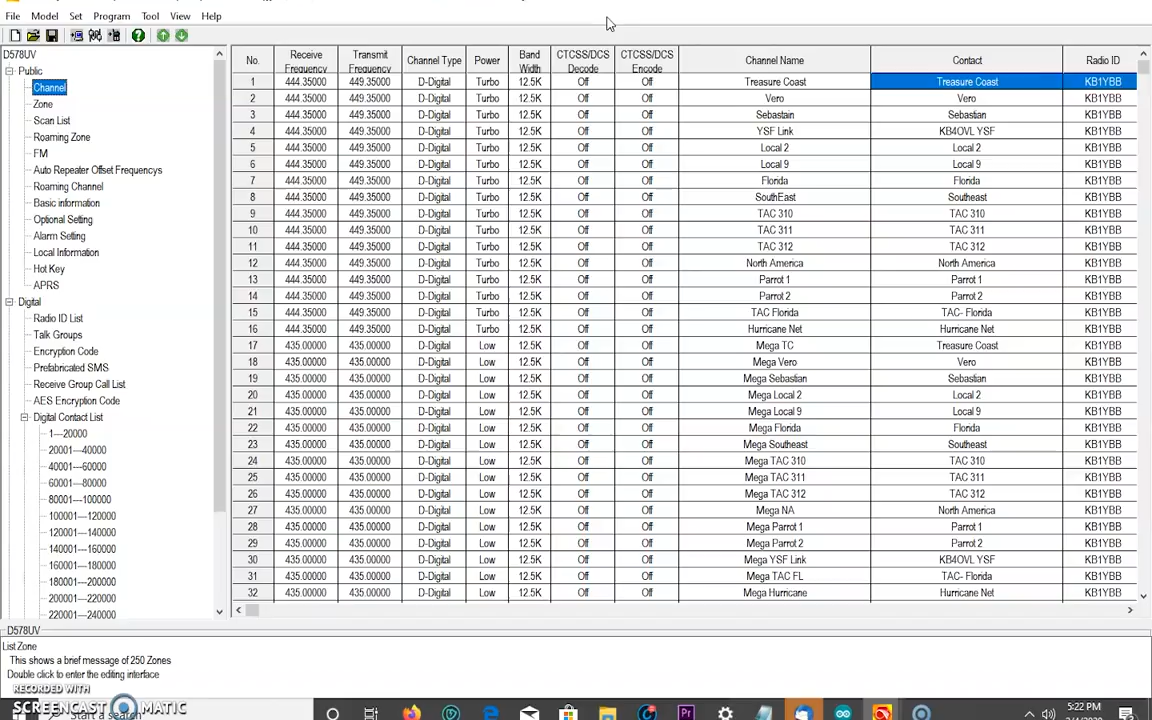 File Model Set Program Tool View Help
D578UV
Public
Channel
Zone
Scan List
Roaming Zone
FM
Auto Repeater Offset Frequencys
Roaming Channel
Basic information
Optional Setting
Alarm Setting
Local Information
Hot Key
APRS
Digital
Radio ID List
Talk Groups
Encryption Code
Prefabricated SMS
Receive Group Call List
AES Encryption Code
Digital Contact List
1---20000
20001---40000
40001---60000
60001---80000
80001---100000
100001---120000
120001---140000
140001---160000
160001---180000
180001---200000
200001---220000
220001---240000
No. Receive Frequency Transmit Frequency Channel Type Power Band Width CTCSS/DCS Decode CTCSS/DCS Encode Channel Name Contact Radio ID
1 444.35000 449.35000 D-Digital Turbo 12.5K Off Off Treasure Coast Treasure Coast KB1YBB
2 444.35000 449.35000 D-Digital Turbo 12.5K Off Off Vero Vero KB1YBB
3 444.35000 449.35000 D-Digital Turbo 12.5K Off Off Sebastain Sebastian KB1YBB
4 444.35000 449.35000 D-Digital Turbo 12.5K Off Off YSF Link KB4OVL YSF KB1YBB
5 444.35000 449.35000 D-Digital Turbo 12.5K Off Off Local 2 Local 2 KB1YBB
6 444.35000 449.35000 D-Digital Turbo 12.5K Off Off Local 9 Local 9 KB1YBB
7 444.35000 449.35000 D-Digital Turbo 12.5K Off Off Florida Florida KB1YBB
8 444.35000 449.35000 D-Digital Turbo 12.5K Off Off SouthEast Southeast KB1YBB
9 444.35000 449.35000 D-Digital Turbo 12.5K Off Off TAC 310 TAC 310 KB1YBB
10 444.35000 449.35000 D-Digital Turbo 12.5K Off Off TAC 311 TAC 311 KB1YBB
11 444.35000 449.35000 D-Digital Turbo 12.5K Off Off TAC 312 TAC 312 KB1YBB
12 444.35000 449.35000 D-Digital Turbo 12.5K Off Off North America North America KB1YBB
13 444.35000 449.35000 D-Digital Turbo 12.5K Off Off Parrot 1 Parrot 1 KB1YBB
14 444.35000 449.35000 D-Digital Turbo 12.5K Off Off Parrot 2 Parrot 2 KB1YBB
15 444.35000 449.35000 D-Digital Turbo 12.5K Off Off TAC Florida TAC- Florida KB1YBB
16 444.35000 449.35000 D-Digital Turbo 12.5K Off Off Hurricane Net Hurricane Net KB1YBB
17 435.00000 435.00000 D-Digital Low 12.5K Off Off Mega TC Treasure Coast KB1YBB
18 435.00000 435.00000 D-Digital Low 12.5K Off Off Mega Vero Vero KB1YBB
19 435.00000 435.00000 D-Digital Low 12.5K Off Off Mega Sebastian Sebastian KB1YBB
20 435.00000 435.00000 D-Digital Low 12.5K Off Off Mega Local 2 Local 2 KB1YBB
21 435.00000 435.00000 D-Digital Low 12.5K Off Off Mega Local 9 Local 9 KB1YBB
22 435.00000 435.00000 D-Digital Low 12.5K Off Off Mega Florida Florida KB1YBB
23 435.00000 435.00000 D-Digital Low 12.5K Off Off Mega Southeast Southeast KB1YBB
24 435.00000 435.00000 D-Digital Low 12.5K Off Off Mega TAC 310 TAC 310 KB1YBB
25 435.00000 435.00000 D-Digital Low 12.5K Off Off Mega TAC 311 TAC 311 KB1YBB
26 435.00000 435.00000 D-Digital Low 12.5K Off Off Mega TAC 312 TAC 312 KB1YBB
27 435.00000 435.00000 D-Digital Low 12.5K Off Off Mega NA North America KB1YBB
28 435.00000 435.00000 D-Digital Low 12.5K Off Off Mega Parrot 1 Parrot 1 KB1YBB
29 435.00000 435.00000 D-Digital Low 12.5K Off Off Mega Parrot 2 Parrot 2 KB1YBB
30 435.00000 435.00000 D-Digital Low 12.5K Off Off Mega YSF Link KB4OVL YSF KB1YBB
31 435.00000 435.00000 D-Digital Low 12.5K Off Off Mega TAC FL TAC- Florida KB1YBB
32 435.00000 435.00000 D-Digital Low 12.5K Off Off Mega Hurricane Hurricane Net KB1YBB
D578UV
List Zone
This shows a brief message of 250 Zones
Double click to enter the editing interface
RECORDED WITH
SCREENCAST MATIC
Start a search
5:22 PM